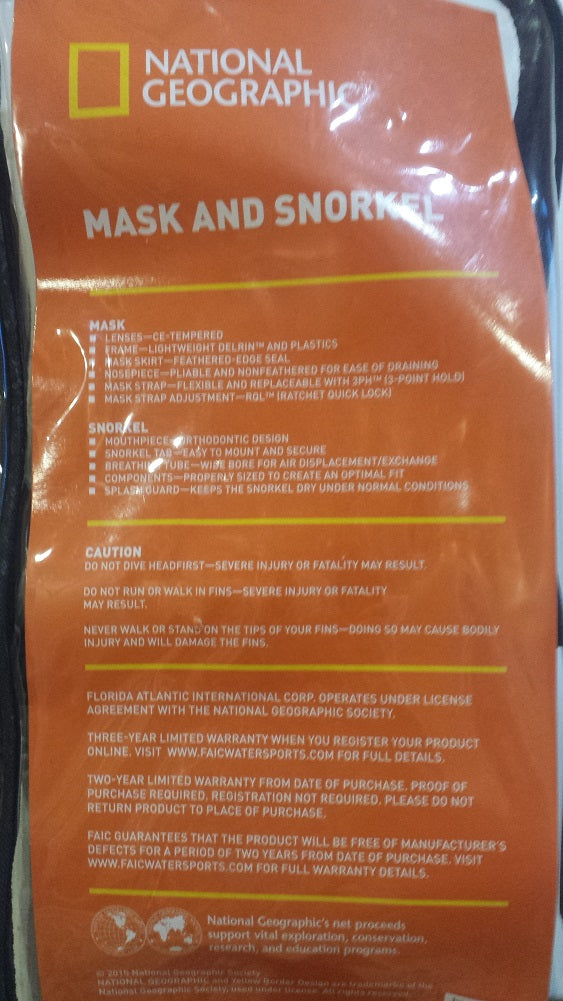 NATIONAL
GEOGRAPHIC
MASK AND SNORKEL
MASK
LENSES—CE-TEMPERED
FRAME—LIGHTWEIGHT DELRIN™ AND PLASTICS
MASK SKIRT—FEATHERED-EDGE SEAL
NOSEPIECE—PLIABLE AND NONFEATHERED FOR EASE OF DRAINING
MASK STRAP—FLEXIBLE AND REPLACEABLE WITH 3PH™ (3-POINT HOLD)
MASK STRAP ADJUSTMENT—RQL™ (RATCHET QUICK LOCK)
SNORKEL
MOUTHPIECE—ORTHODONTIC DESIGN
SNORKEL TAB—EASY TO MOUNT AND SECURE
BREATHING TUBE—WIDE BORE FOR AIR DISPLACEMENT/EXCHANGE
COMPONENTS—PROPERLY SIZED TO CREATE AN OPTIMAL FIT
SPLASH GUARD—KEEPS THE SNORKEL DRY UNDER NORMAL CONDITIONS
CAUTION
DO NOT DIVE HEADFIRST—SEVERE INJURY OR FATALITY MAY RESULT.
DO NOT RUN OR WALK IN FINS—SEVERE INJURY OR FATALITY
MAY RESULT.
NEVER WALK OR STAND ON THE TIPS OF YOUR FINS—DOING SO MAY CAUSE BODILY
INJURY AND WILL DAMAGE THE FINS.
FLORIDA ATLANTIC INTERNATIONAL CORP. OPERATES UNDER LICENSE
AGREEMENT WITH THE NATIONAL GEOGRAPHIC SOCIETY.
THREE-YEAR LIMITED WARRANTY WHEN YOU REGISTER YOUR PRODUCT
ONLINE. VISIT WWW.FAICWATERSPORTS.COM FOR FULL DETAILS.
TWO-YEAR LIMITED WARRANTY FROM DATE OF PURCHASE. PROOF OF
PURCHASE REQUIRED. REGISTRATION NOT REQUIRED. PLEASE DO NOT
RETURN PRODUCT TO PLACE OF PURCHASE.
FAIC GUARANTEES THAT THE PRODUCT WILL BE FREE OF MANUFACTURER'S
DEFECTS FOR A PERIOD OF TWO YEARS FROM DATE OF PURCHASE. VISIT
WWW.FAICWATERSPORTS.COM FOR FULL WARRANTY DETAILS.
National Geographic's net proceeds
support vital exploration, conservation,
research, and education programs.
© 2015 National Geographic Society
NATIONAL GEOGRAPHIC and Yellow Border Design are trademarks of the
National Geographic Society, used under license. All rights reserved.